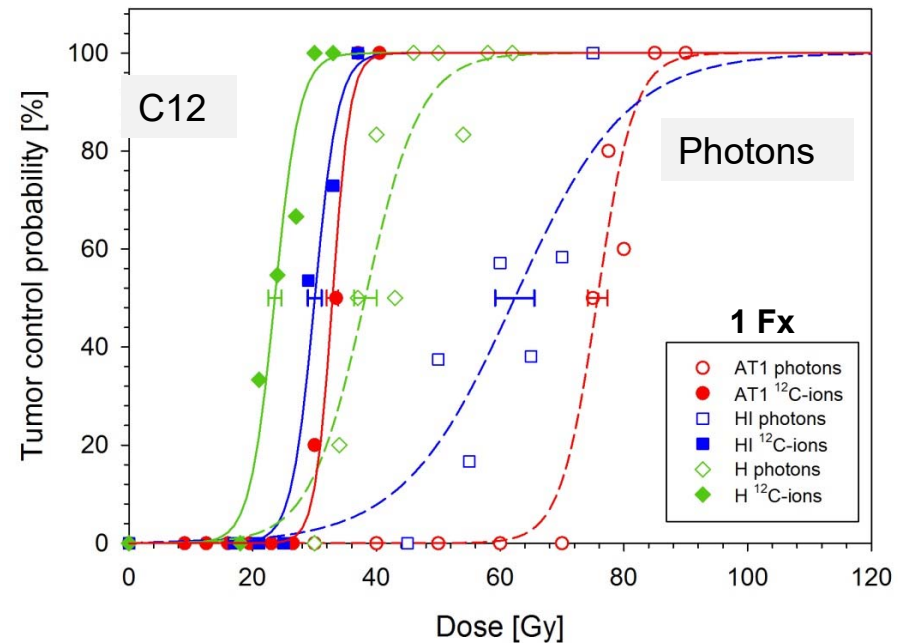 C12
Photons
Tumor control probability [%]
100
80
60
40
20
0
1 Fx
AT1 photons
AT1 ¹²C-ions
HI photons
HI ¹²C-ions
H photons
H ¹²C-ions
0 20 40 60 80 100 120
Dose [Gy]